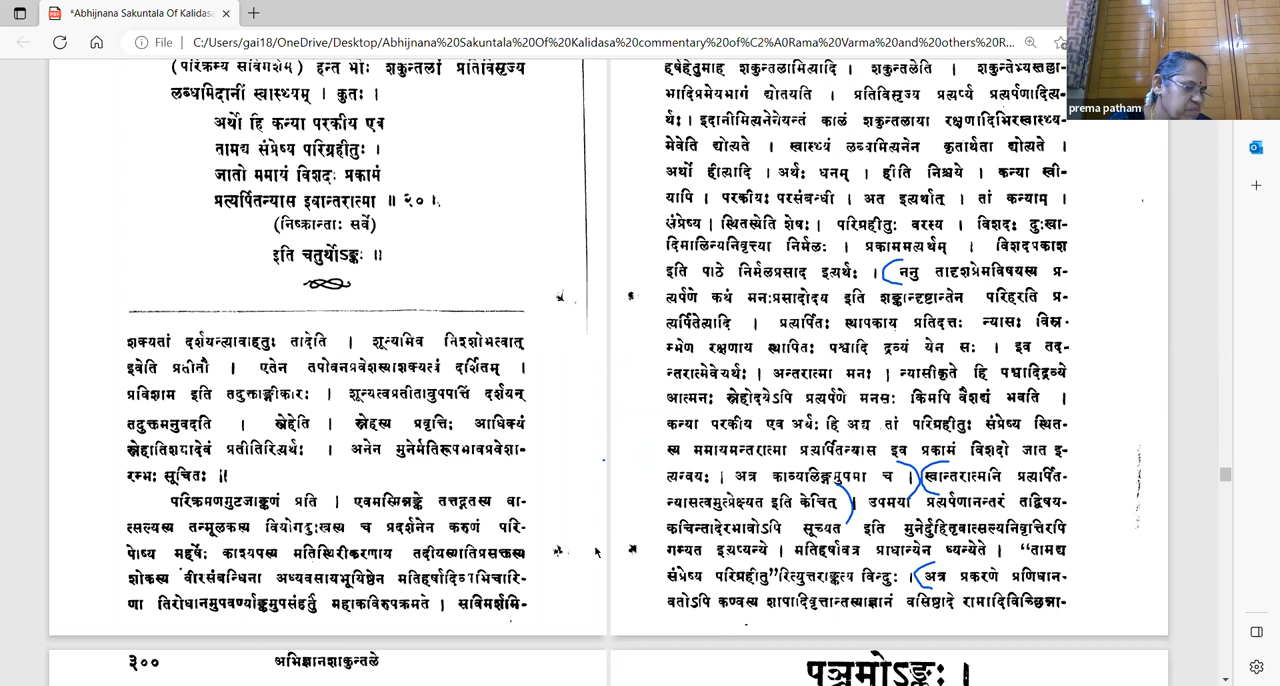 *Abhijnana Sakuntala Of Kalidasa
File
C:/Users/gai18/OneDrive/Desktop/Abhijnana%20Sakuntala%20Of%20Kalidasa%20commentary%20of%C2%A0Rama%20Varma%20and%20others%20R...
prema patham
(परिक्रम्य सविमर्शम्) हन्त भोः शकुन्तलां प्रतिविसृज्य
लब्धमिदानीं स्वास्थ्यम् । कुतः ।
अर्थो हि कन्या परकीय एव
तामद्य संप्रेष्य परिग्रहीतुः ।
जातो ममायं विशदः प्रकामं
प्रत्यर्पितन्यास इवान्तरात्मा ॥ २० ।
(निष्क्रान्ताः सर्वे)
इति चतुर्थोऽङ्कः ॥
शक्यतां दर्शयन्त्यावाहतुः तादेति । शून्यमिव निःशोभत्वात्
इवेति प्रतीतौ । एतेन तपोवनप्रवेशस्याशक्यत्वं दर्शितम् ।
प्रविशाम इति तदुक्ताङ्गीकारः । शून्यत्वप्रतीतावुपपत्तिं दर्शयन्
तदुक्तमनुवदति । स्नेहेति । स्नेहस्य प्रवृत्तिः आधिक्यं
स्नेहातिशयादेवं प्रतीतिरित्यर्थः । अनेन मुनेर्मतिरूपभावप्रवेशा-
रम्भः सूचितः ॥
परिक्रमणमुटजाङ्कणं प्रति । एवमस्मिन्नङ्के तत्तद्गतस्य वा-
त्सल्यस्य तन्मूलकस्य वियोगदुःखस्य च प्रदर्शनेन करुणं परि-
पोष्य महर्षेः काश्यपस्य मतिस्थिरीकरणाय तदीयस्यातिप्रसक्तस्य
शोकस्य वीरसंबन्धिना अध्यवसायभूयिष्ठेन मतिहर्षादिव्यभिचारि-
णा तिरोधानमुपवर्ण्याङ्कमुपसंहर्तुं महाकविरुपक्रमते । सविमर्शमि-
हर्षहेतुमाह शकुन्तलामित्यादि । शकुन्तलेति । शकुन्तेभ्यस्तल्ला-
भादिप्रमेयभागं द्योतयति । प्रतिविसृज्य प्रत्यर्प्य प्रत्यर्पणादित्य-
र्थः । इदानीमित्यनेनेयन्तं कालं शकुन्तलाया रक्षणादिभिरस्वास्थ्य-
मेवेति द्योत्यते । स्वास्थ्यं लब्धमित्यनेन कृतार्थता द्योत्यते ।
अर्थो हीत्यादि । अर्थः धनम् । हीति निश्चये । कन्या स्वी-
यापि । परकीयः परसंबन्धी । अत इत्यर्थात् । तां कन्याम् ।
संप्रेष्य । स्थितस्येति शेषः । परिग्रहीतुः वरस्य । विशदः दुःखा-
दिमालिन्यनिवृत्त्या निर्मलः । प्रकाममत्यर्थम् । विशदप्रकाश
इति पाठे निर्मलप्रसाद इत्यर्थः । ननु तादृशप्रेमविषयस्य प्र-
त्यर्पणे कथं मनःप्रसादोदय इति शङ्कां दृष्टान्तेन परिहरति प्र-
त्यर्पितेत्यादि । प्रत्यर्पितः स्थापकाय प्रतिदत्तः न्यासः विस्र-
म्भेण रक्षणाय स्थापितः पश्वादि द्रव्यं येन सः । इव तद-
न्तरात्मेवेत्यर्थः । अन्तरात्मा मनः । न्यासीकृते हि पश्वादिद्रव्ये
आत्मनः स्नेहोदयेऽपि प्रत्यर्पणे मनसः किमपि वैशद्यं भवति ।
कन्या परकीय एव अर्थः हि अद्य तां परिग्रहीतुः संप्रेष्य स्थित-
स्य ममायमन्तरात्मा प्रत्यर्पितन्यास इव प्रकामं विशदो जात इ-
त्यन्वयः । अत्र काव्यलिङ्गमुपमा च । स्वान्तरात्मनि प्रत्यर्पित-
न्यासत्वमुत्प्रेक्ष्यत इति केचित् । उपमया प्रत्यर्पणानन्तरं तद्विषय-
कचिन्तादेरभावोऽपि सूच्यत इति मुनेर्दुहितृवात्सल्यनिवृत्तिरपि
गम्यत इत्यप्यन्ये । मतिहर्षावत्र प्राधान्येन ध्वन्येते । “तामद्य
संप्रेष्य परिग्रहीतु”रित्युत्तराङ्कस्य बिन्दुः । अत्र प्रकरणे प्रणिधान-
वतोऽपि कण्वस्य शापादिवृत्तान्तस्याज्ञानं वसिष्ठादे रामादिविच्छिन्ना-
३००
अभिज्ञानशाकुन्तले
पञ्चमोऽङ्कः ।